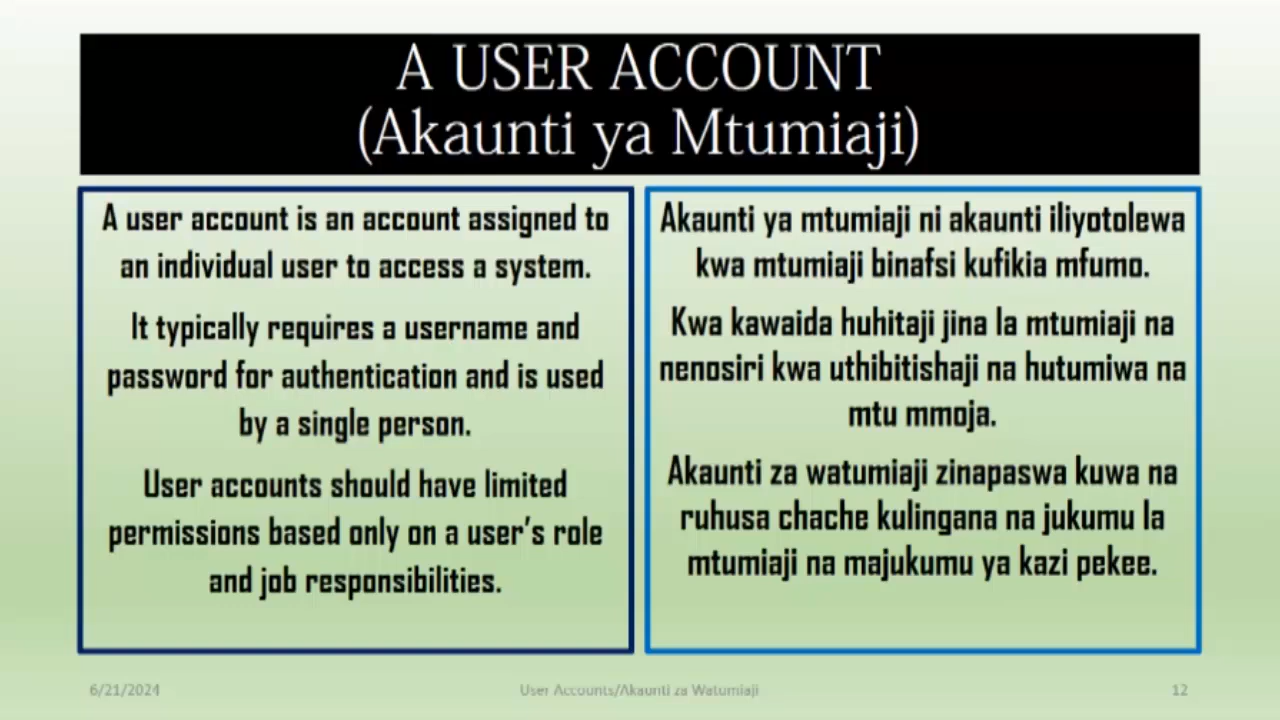 A USER ACCOUNT
(Akaunti ya Mtumiaji)
A user account is an account assigned to
an individual user to access a system.
It typically requires a username and
password for authentication and is used
by a single person.
User accounts should have limited
permissions based only on a user's role
and job responsibilities.
Akaunti ya mtumiaji ni akaunti iliyotolewa
kwa mtumiaji binafsi kufikia mfumo.
Kwa kawaida huhitaji jina la mtumiaji na
nenosiri kwa uthibitishaji na hutumiwa na
mtu mmoja.
Akaunti za watumiaji zinapaswa kuwa na
ruhusa chache kulingana na jukumu la
mtumiaji na majukumu ya kazi pekee.
6/21/2024
User Accounts/Akaunti za Watumiaji
12